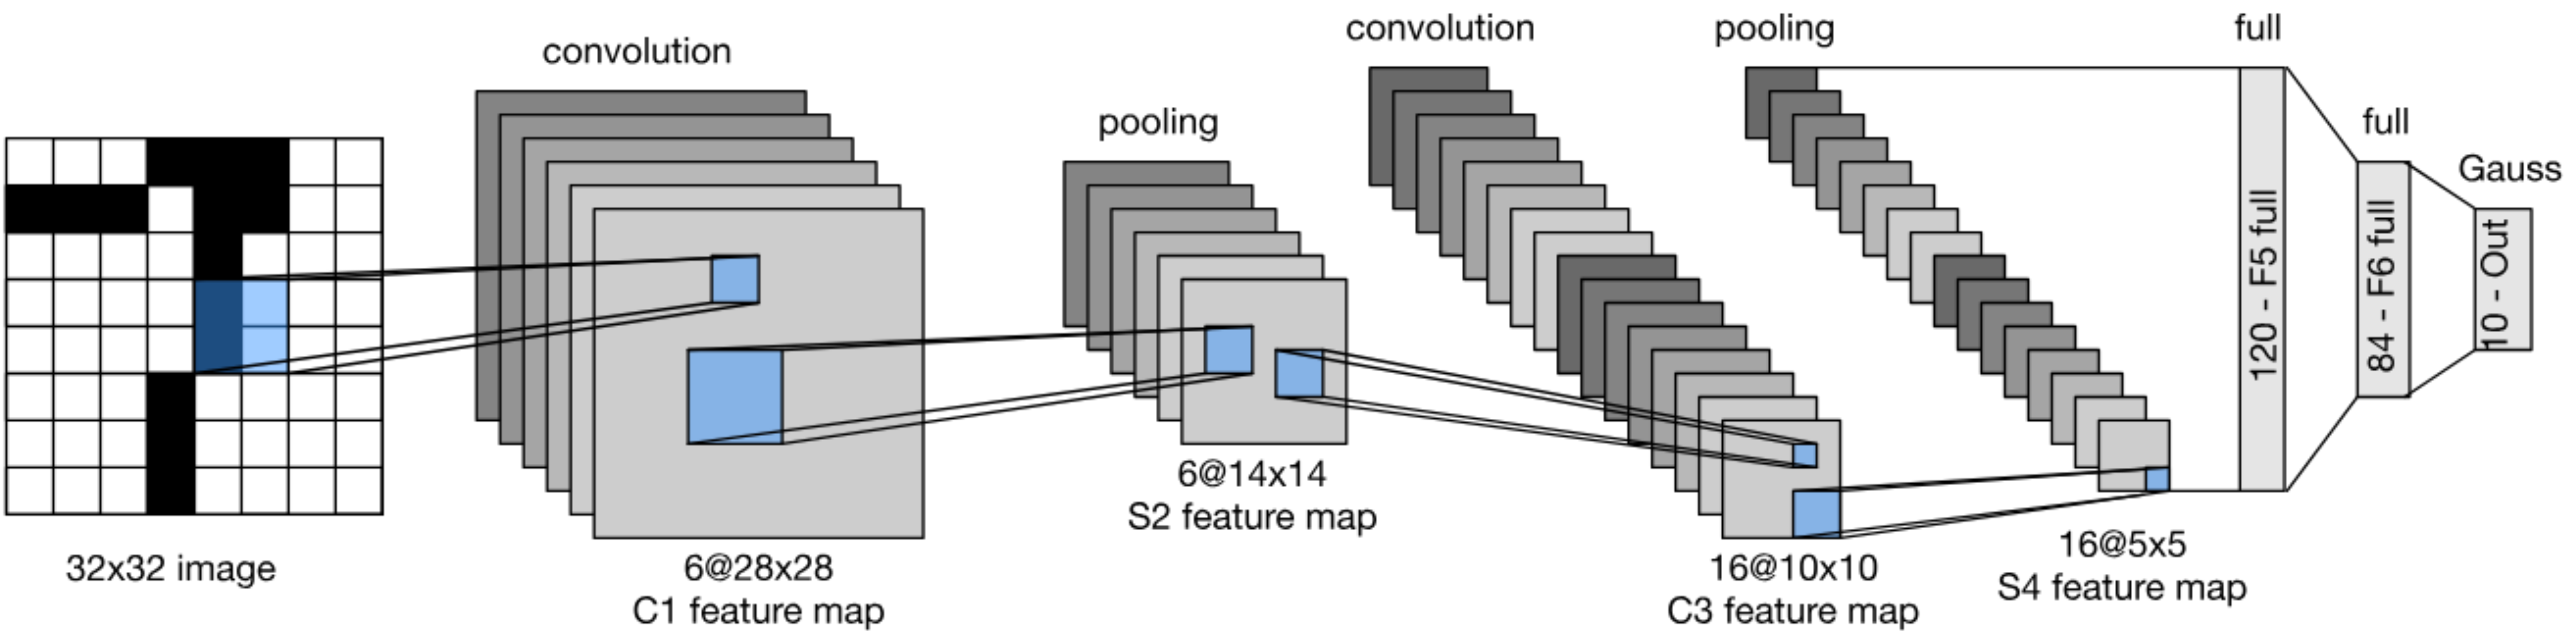 convolution
pooling
convolution
pooling
full
full
Gauss
120 - F5 full
84 - F6 full
10 - Out
32x32 image
6@28x28
C1 feature map
6@14x14
S2 feature map
16@10x10
C3 feature map
16@5x5
S4 feature map